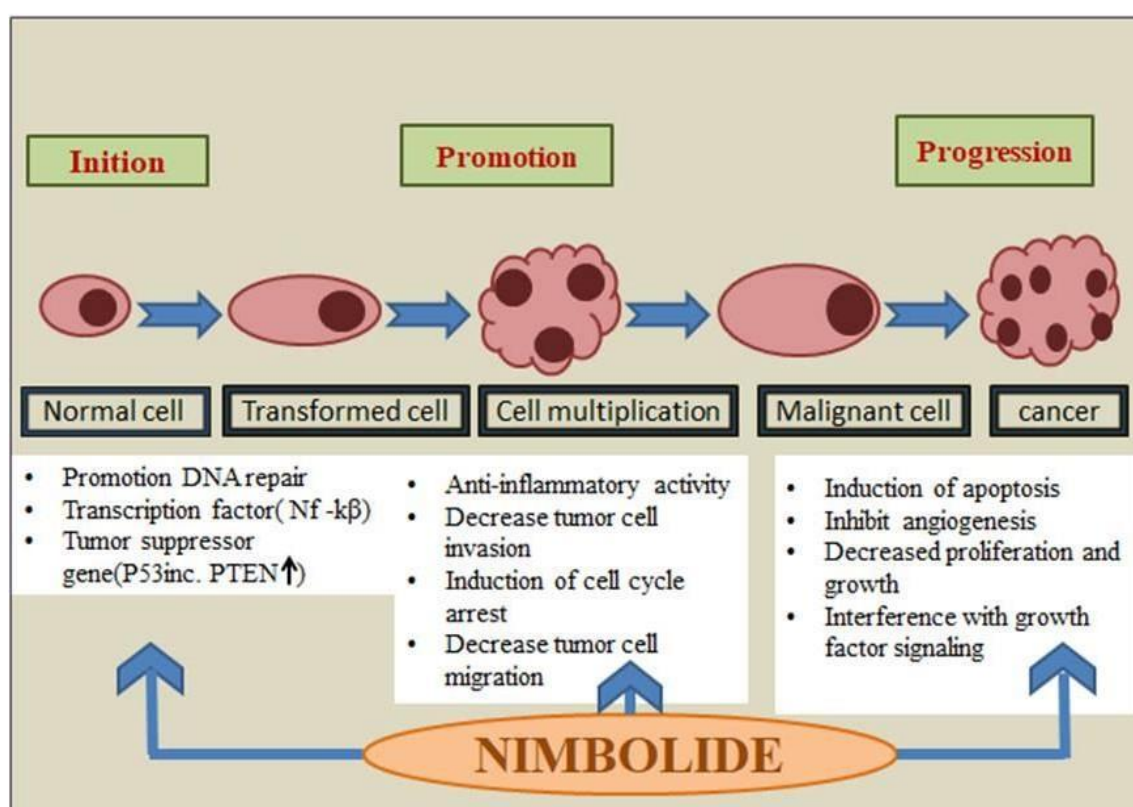 Inition
Promotion
Progression
Normal cell
Transformed cell
Cell multiplication
Malignant cell
cancer
• Promotion DNA repair
• Transcription factor( Nf -kβ)
• Tumor suppressor
gene(P53inc. PTEN↑)
• Anti-inflammatory activity
• Decrease tumor cell
invasion
• Induction of cell cycle
arrest
• Decrease tumor cell
migration
• Induction of apoptosis
• Inhibit angiogenesis
• Decreased proliferation and
growth
• Interference with growth
factor signaling
NIMBOLIDE